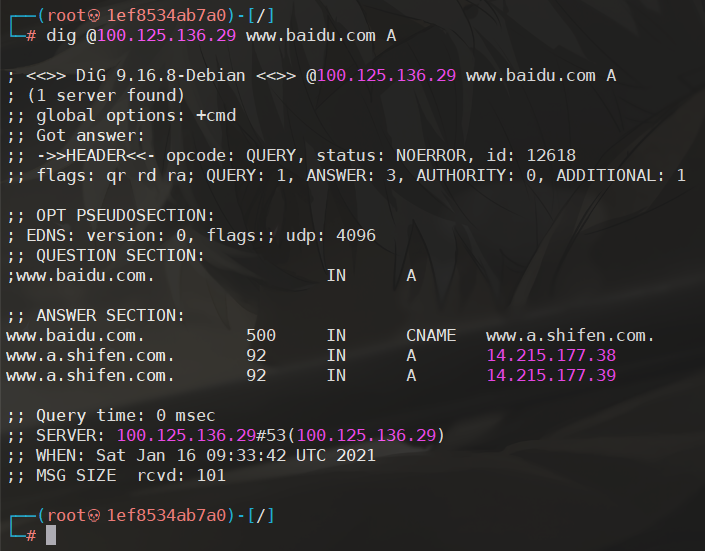 ┌──(root💀1ef8534ab7a0)-[/]
└─# dig @100.125.136.29 www.baidu.com A

; <<>> DiG 9.16.8-Debian <<>> @100.125.136.29 www.baidu.com A
; (1 server found)
;; global options: +cmd
;; Got answer:
;; ->>HEADER<<- opcode: QUERY, status: NOERROR, id: 12618
;; flags: qr rd ra; QUERY: 1, ANSWER: 3, AUTHORITY: 0, ADDITIONAL: 1

;; OPT PSEUDOSECTION:
; EDNS: version: 0, flags:; udp: 4096
;; QUESTION SECTION:
;www.baidu.com. IN A

;; ANSWER SECTION:
www.baidu.com. 500 IN CNAME www.a.shifen.com.
www.a.shifen.com. 92 IN A 14.215.177.38
www.a.shifen.com. 92 IN A 14.215.177.39

;; Query time: 0 msec
;; SERVER: 100.125.136.29#53(100.125.136.29)
;; WHEN: Sat Jan 16 09:33:42 UTC 2021
;; MSG SIZE rcvd: 101

┌──(root💀1ef8534ab7a0)-[/]
└─#